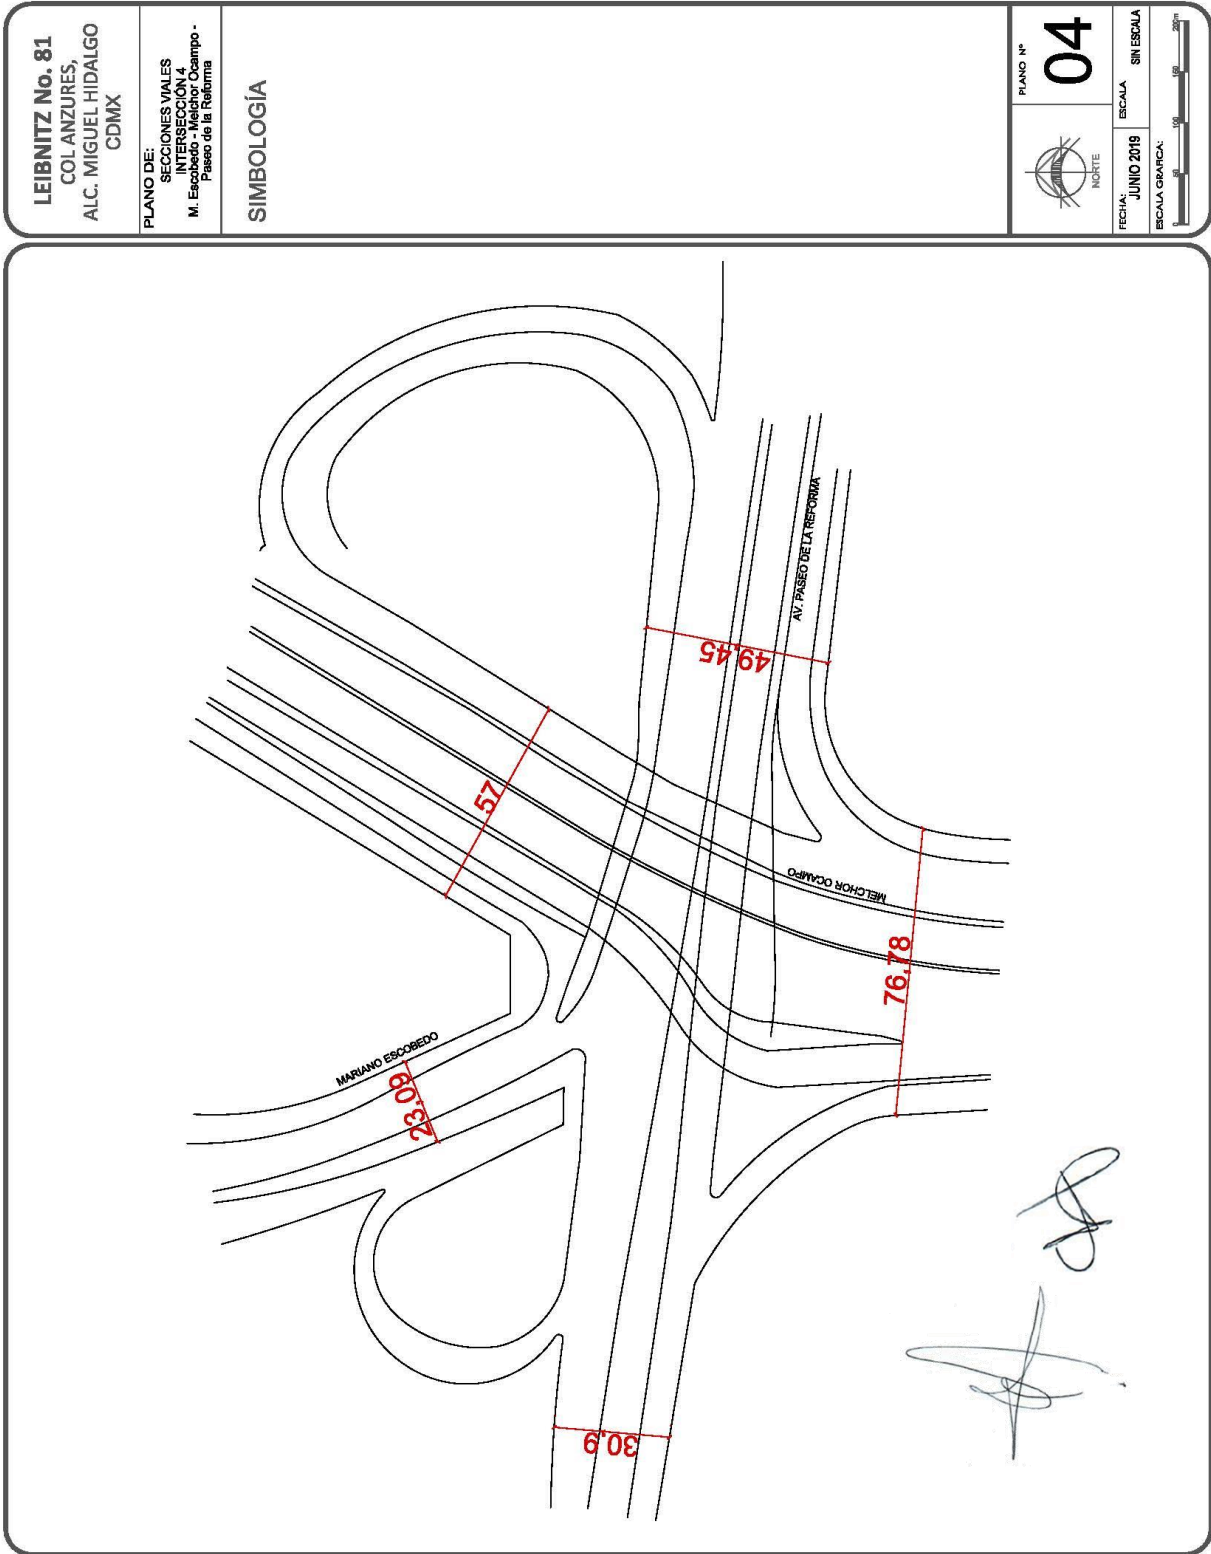 LEIBNITZ No. 81
COL ANZURES,
ALC. MIGUEL HIDALGO
CDMX
PLANO DE:
SECCIONES VIALES
INTERSECCIÓN 4
M. Escobedo - Melchor Ocampo -
Paseo de la Reforma
SIMBOLOGÍA
NORTE
PLANO Nº
04
FECHA:
JUNIO 2019
ESCALA
SIN ESCALA
ESCALA GRAFICA:
0
50
100
150
200m
AV. PASEO DE LA REFORMA
49,45
57
MELCHOR OCAMPO
76,78
MARIANO ESCOBEDO
23,09
30,9